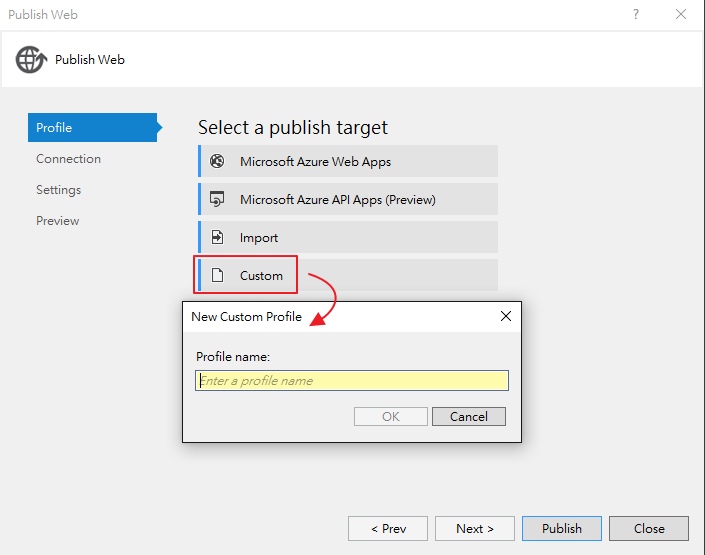 Publish Web
?
Publish Web
Profile
Connection
Settings
Preview
Select a publish target
Microsoft Azure Web Apps
Microsoft Azure API Apps (Preview)
Import
Custom
New Custom Profile
Profile name:
Enter a profile name
OK
Cancel
< Prev
Next >
Publish
Close